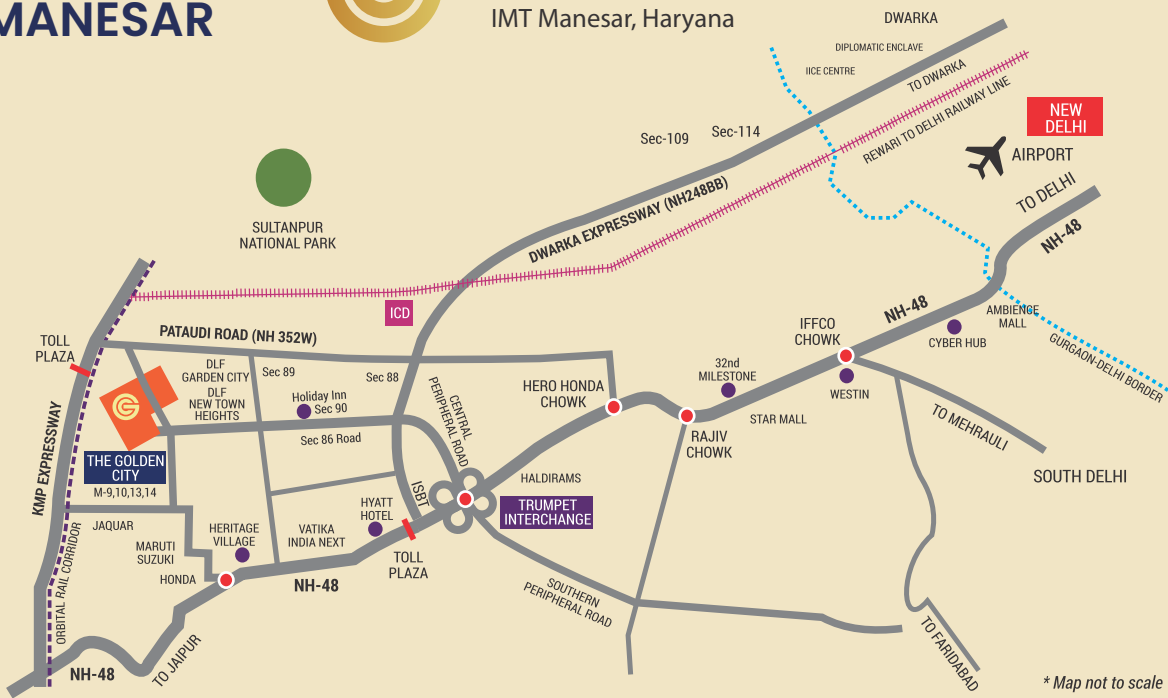 MANESAR
IMT Manesar, Haryana
DWARKA
DIPLOMATIC ENCLAVE
IICE CENTRE
TO DWARKA
REWARI TO DELHI RAILWAY LINE
NEW
DELHI
Sec-109
Sec-114
AIRPORT
TO DELHI
NH-48
SULTANPUR
NATIONAL PARK
DWARKA EXPRESSWAY (NH248BB)
ICD
NH-48
AMBIENCE
MALL
CYBER HUB
GURGAON-DELHI BORDER
IFFCO
CHOWK
TOLL
PLAZA
PATAUDI ROAD (NH 352W)
DLF
GARDEN CITY
DLF
NEW TOWN
HEIGHTS
Sec 89
Sec 88
Holiday Inn
Sec 90
CENTRAL
PERIPHERAL ROAD
HERO HONDA
CHOWK
32nd
MILESTONE
WESTIN
STAR MALL
RAJIV
CHOWK
TO MEHRAULI
SOUTH DELHI
G
Sec 86 Road
THE GOLDEN
CITY
M-9,10,13,14
KMP EXPRESSWAY
HALDIRAMS
ISBT
TRUMPET
INTERCHANGE
HYATT
HOTEL
JAQUAR
HERITAGE
VILLAGE
VATIKA
INDIA NEXT
MARUTI
SUZUKI
TOLL
PLAZA
HONDA
NH-48
ORBITAL RAIL CORRIDOR
SOUTHERN
PERIPHERAL ROAD
TO FARIDABAD
NH-48
TO JAIPUR
* Map not to scale